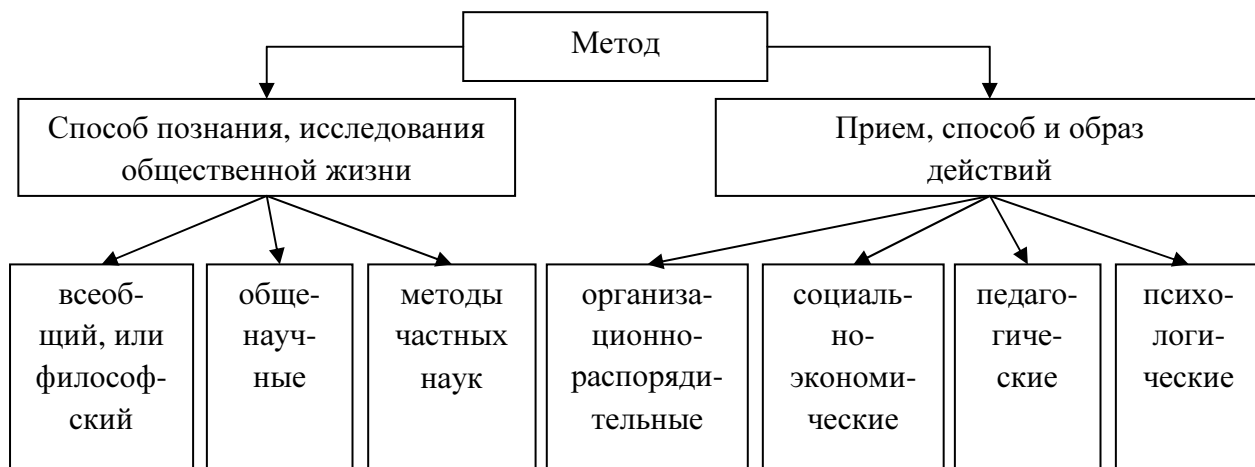 Метод
Способ познания, исследования
общественной жизни
Прием, способ и образ
действий
всеоб-
щий, или
философ-
ский
обще-
науч-
ные
методы
частных
наук
организа-
ционно-
распоряди-
тельные
социаль-
но-
экономи-
ческие
педаго-
гиче-
ские
психо-
логи-
ческие